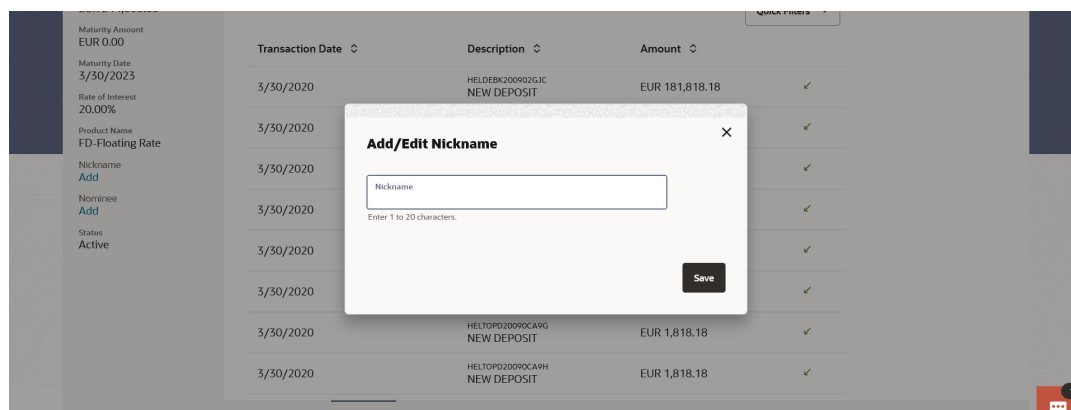 Quick Filters
Maturity Amount
EUR 0.00
Maturity Date
3/30/2023
Rate of Interest
20.00%
Product Name
FD-Floating Rate
Nickname
Add
Nominee
Add
Status
Active
Transaction Date Description Amount
3/30/2020 HELDEBK200902GJC NEW DEPOSIT EUR 181,818.18
3/30/2020
3/30/2020
3/30/2020
3/30/2020
3/30/2020
3/30/2020 HELTOPD20090CA9G NEW DEPOSIT EUR 1,818.18
3/30/2020 HELTOPD20090CA9H NEW DEPOSIT EUR 1,818.18
Add/Edit Nickname
Nickname
Enter 1 to 20 characters.
Save